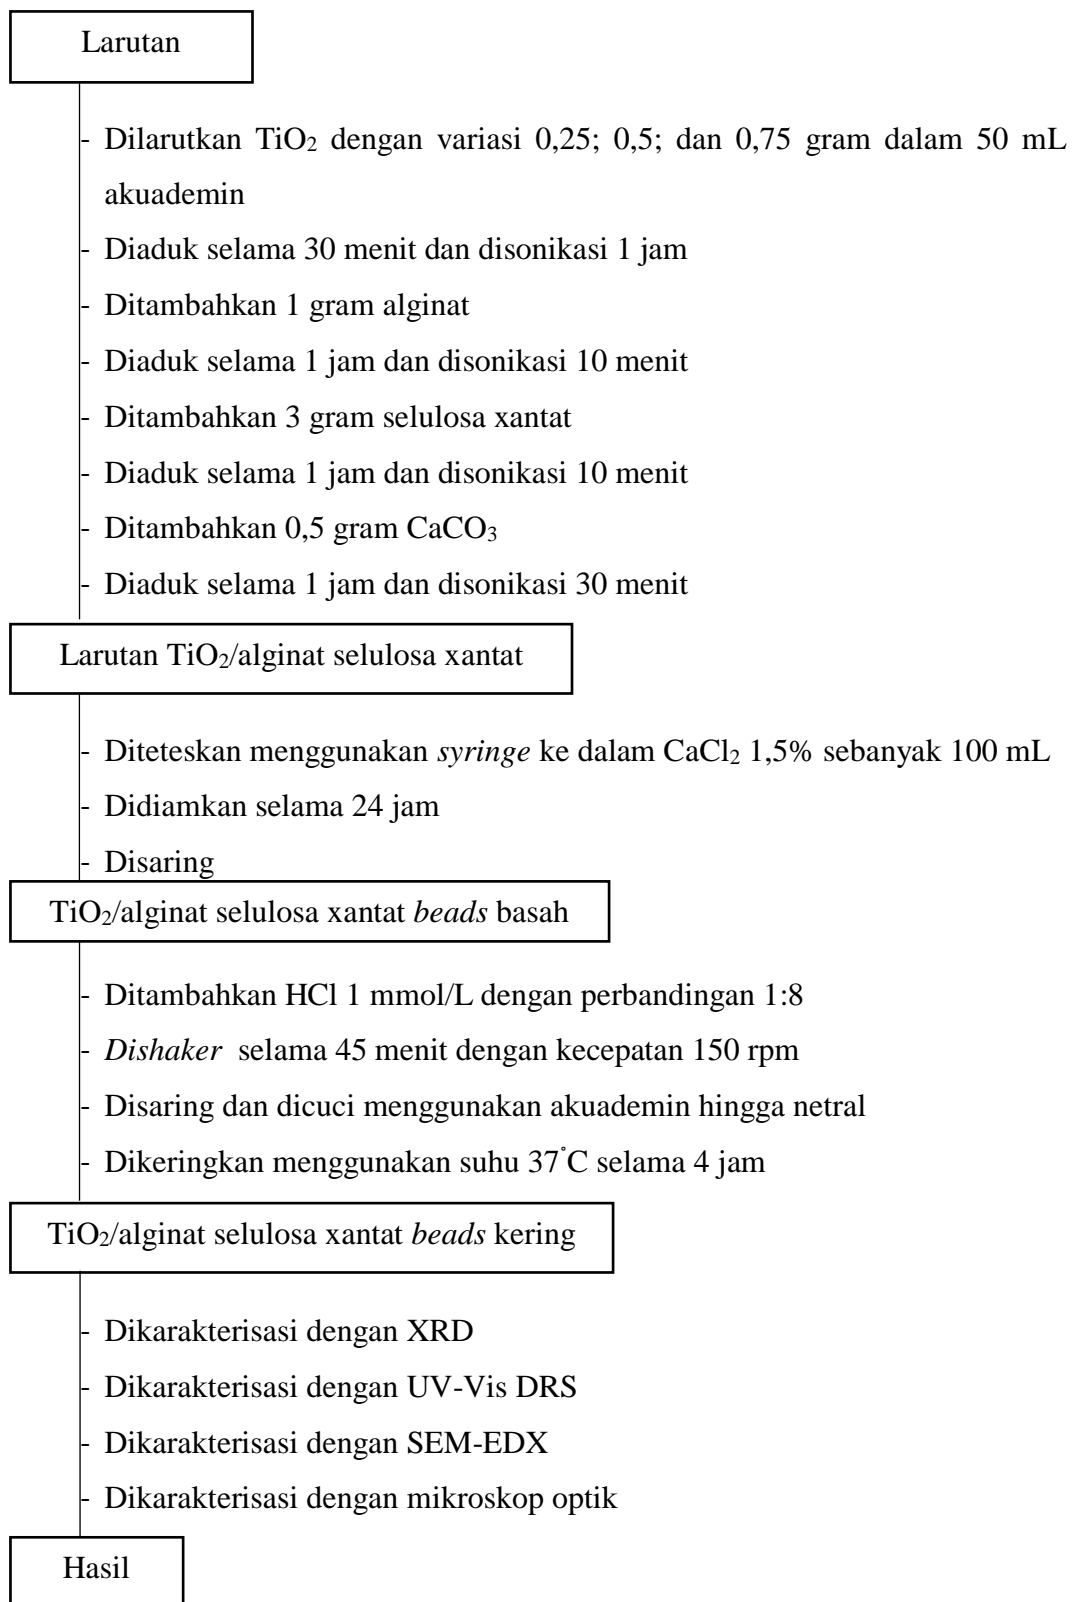 Larutan
- Dilarutkan TiO₂ dengan variasi 0,25; 0,5; dan 0,75 gram dalam 50 mL
akuademin
- Diaduk selama 30 menit dan disonikasi 1 jam
- Ditambahkan 1 gram alginat
- Diaduk selama 1 jam dan disonikasi 10 menit
- Ditambahkan 3 gram selulosa xantat
- Diaduk selama 1 jam dan disonikasi 10 menit
- Ditambahkan 0,5 gram CaCO₃
- Diaduk selama 1 jam dan disonikasi 30 menit
Larutan TiO₂/alginat selulosa xantat
- Diteteskan menggunakan syringe ke dalam CaCl₂ 1,5% sebanyak 100 mL
- Didiamkan selama 24 jam
- Disaring
TiO₂/alginat selulosa xantat beads basah
- Ditambahkan HCl 1 mmol/L dengan perbandingan 1:8
- Dishaker selama 45 menit dengan kecepatan 150 rpm
- Disaring dan dicuci menggunakan akuademin hingga netral
- Dikeringkan menggunakan suhu 37°C selama 4 jam
TiO₂/alginat selulosa xantat beads kering
- Dikarakterisasi dengan XRD
- Dikarakterisasi dengan UV-Vis DRS
- Dikarakterisasi dengan SEM-EDX
- Dikarakterisasi dengan mikroskop optik
Hasil